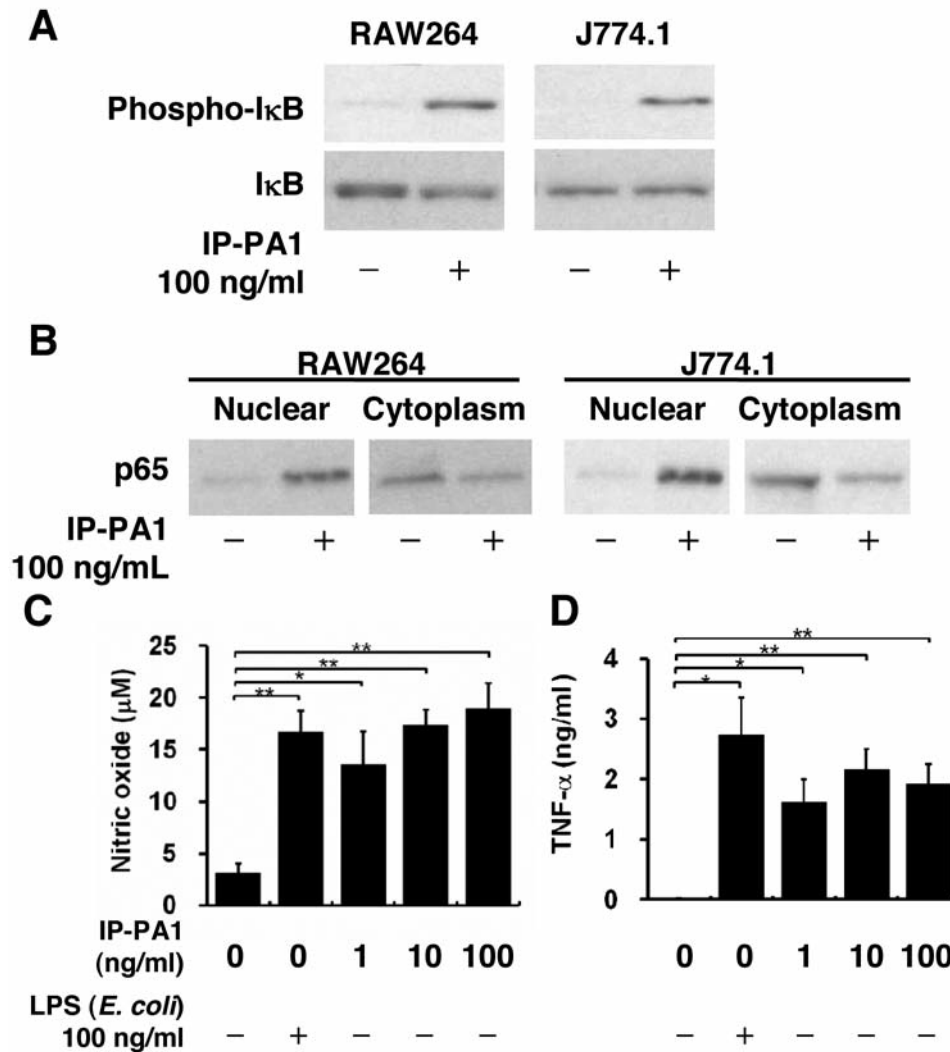 A
RAW264 J774.1
Phospho-IκB
IκB
IP-PA1
100 ng/ml − + − +
B
RAW264 J774.1
Nuclear Cytoplasm Nuclear Cytoplasm
p65
IP-PA1
100 ng/mL − + − + − + − +
C
Nitric oxide (μM)
25
20
15
10
5
0
** * ** **
IP-PA1
(ng/ml) 0 0 1 10 100
LPS (E. coli)
100 ng/ml − + − − −
D
TNF-α (ng/ml)
4
3
2
1
0
* * ** **
0 0 1 10 100
− + − − −